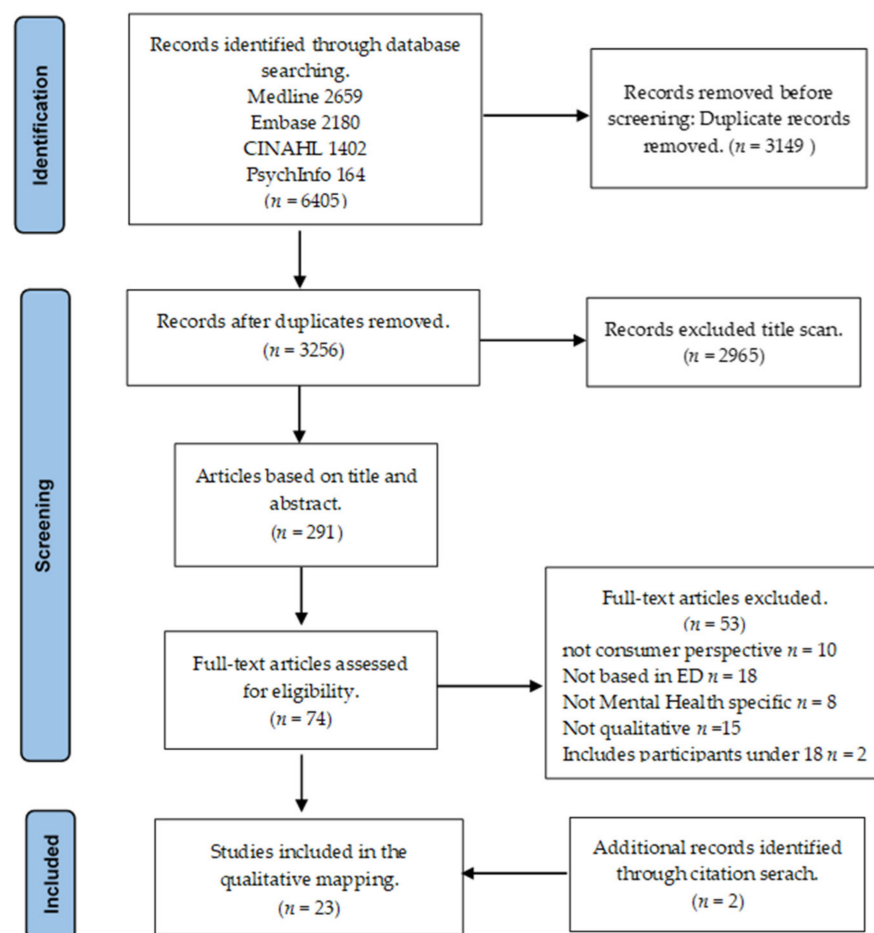 Identification
Records identified through database
searching.
Medline 2659
Embase 2180
CINAHL 1402
PsychInfo 164
(n = 6405)
Records removed before
screening: Duplicate records
removed. (n = 3149 )
Screening
Records after duplicates removed.
(n = 3256)
Records excluded title scan.
(n = 2965)
Articles based on title and
abstract.
(n = 291)
Full-text articles assessed
for eligibility.
(n = 74)
Full-text articles excluded.
(n = 53)
not consumer perspective n = 10
Not based in ED n = 18
Not Mental Health specific n = 8
Not qualitative n =15
Includes participants under 18 n = 2
Included
Studies included in the
qualitative mapping.
(n = 23)
Additional records identified
through citation serach.
(n = 2)